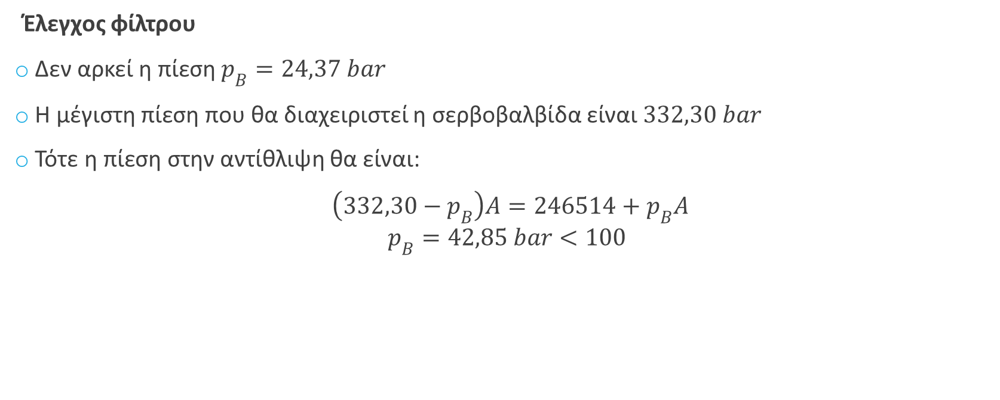 Έλεγχος φίλτρου
○ Δεν αρκεί η πίεση p_B = 24,37 bar
○ Η μέγιστη πίεση που θα διαχειριστεί η σερβοβαλβίδα είναι 332,30 bar
○ Τότε η πίεση στην αντίθλιψη θα είναι:
(332,30 − p_B)A = 246514 + p_B A
p_B = 42,85 bar < 100